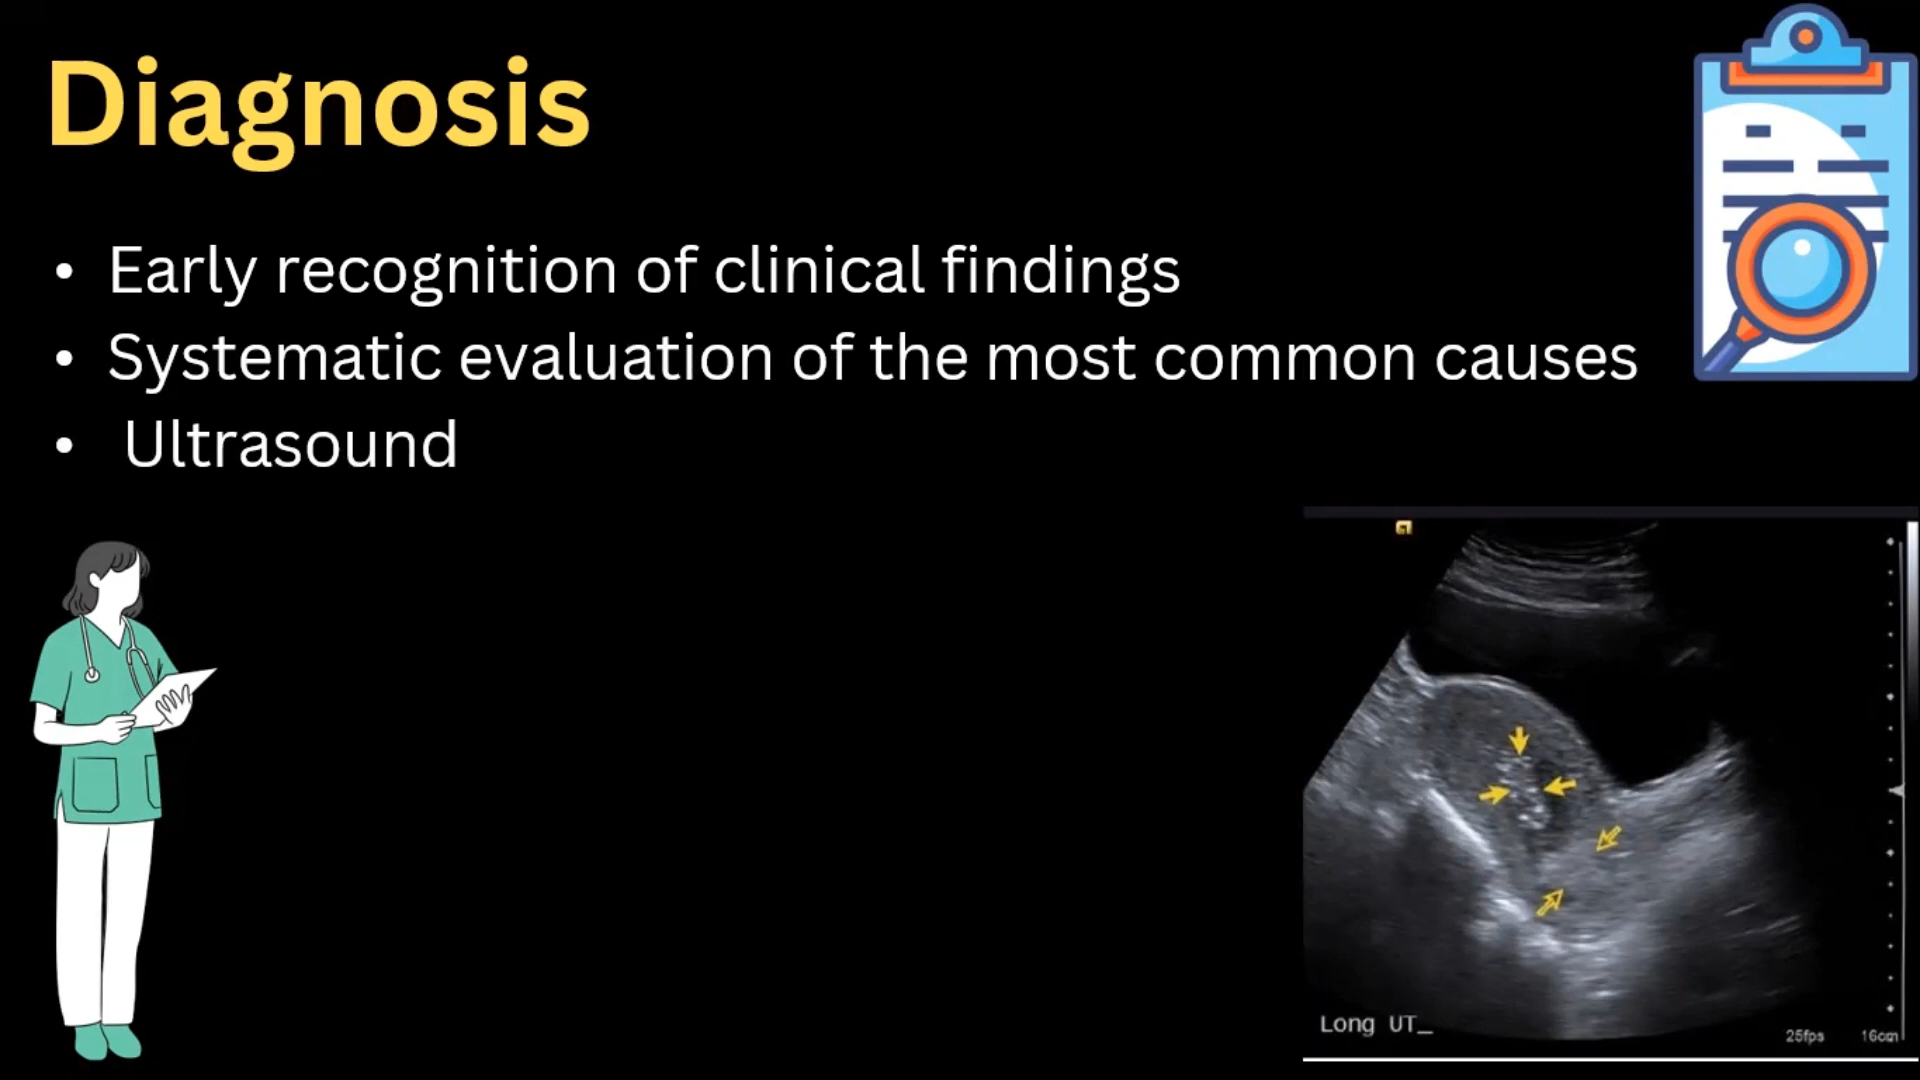 Diagnosis
• Early recognition of clinical findings
• Systematic evaluation of the most common causes
• Ultrasound
Long UT_
25fps 16cm